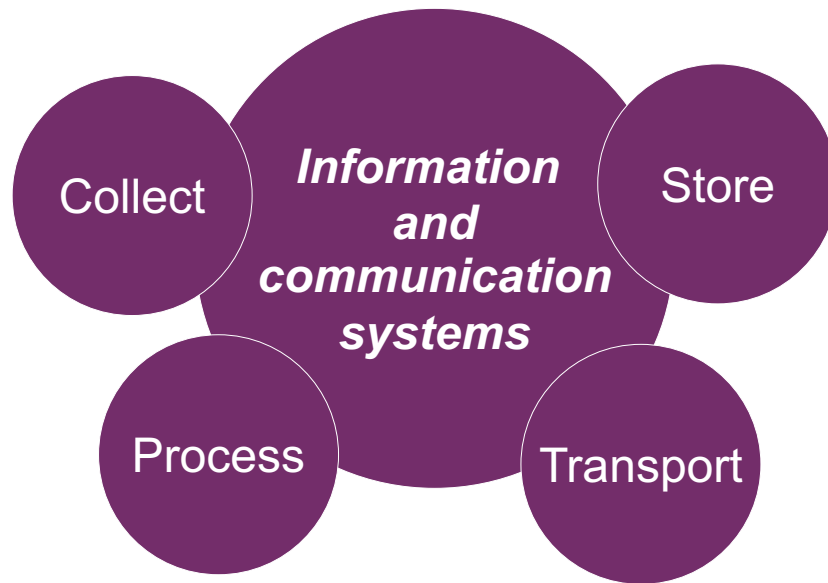 Collect
Information
and
communication
systems
Store
Process
Transport